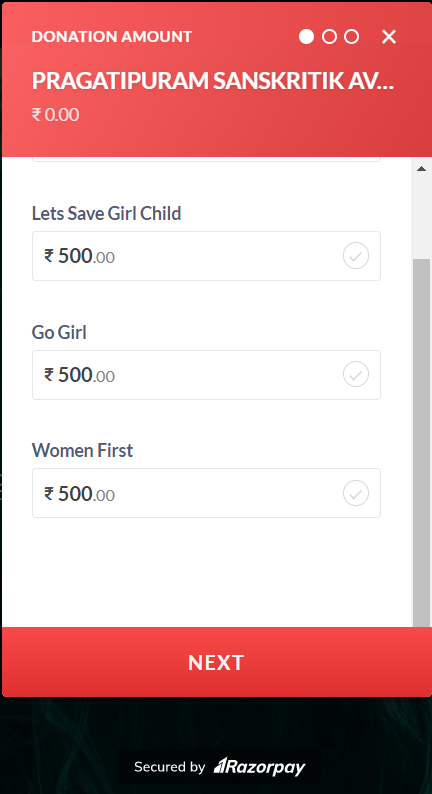 DONATION AMOUNT
PRAGATIPURAM SANSKRITIK AV...
₹ 0.00
Lets Save Girl Child
₹ 500.00
Go Girl
₹ 500.00
Women First
₹ 500.00
NEXT
Secured by Razorpay